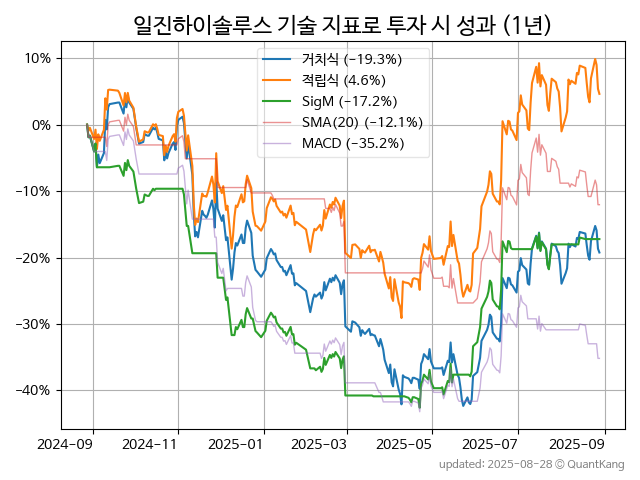 일진하이솔루스 기술 지표로 투자 시 성과 (1년)
거치식 (−19.3%)
적립식 (4.6%)
SigM (−17.2%)
SMA(20) (−12.1%)
MACD (−35.2%)
10%
0%
−10%
−20%
−30%
−40%
2024-09 2024-11 2025-01 2025-03 2025-05 2025-07 2025-09
updated: 2025-08-28 © QuantKang